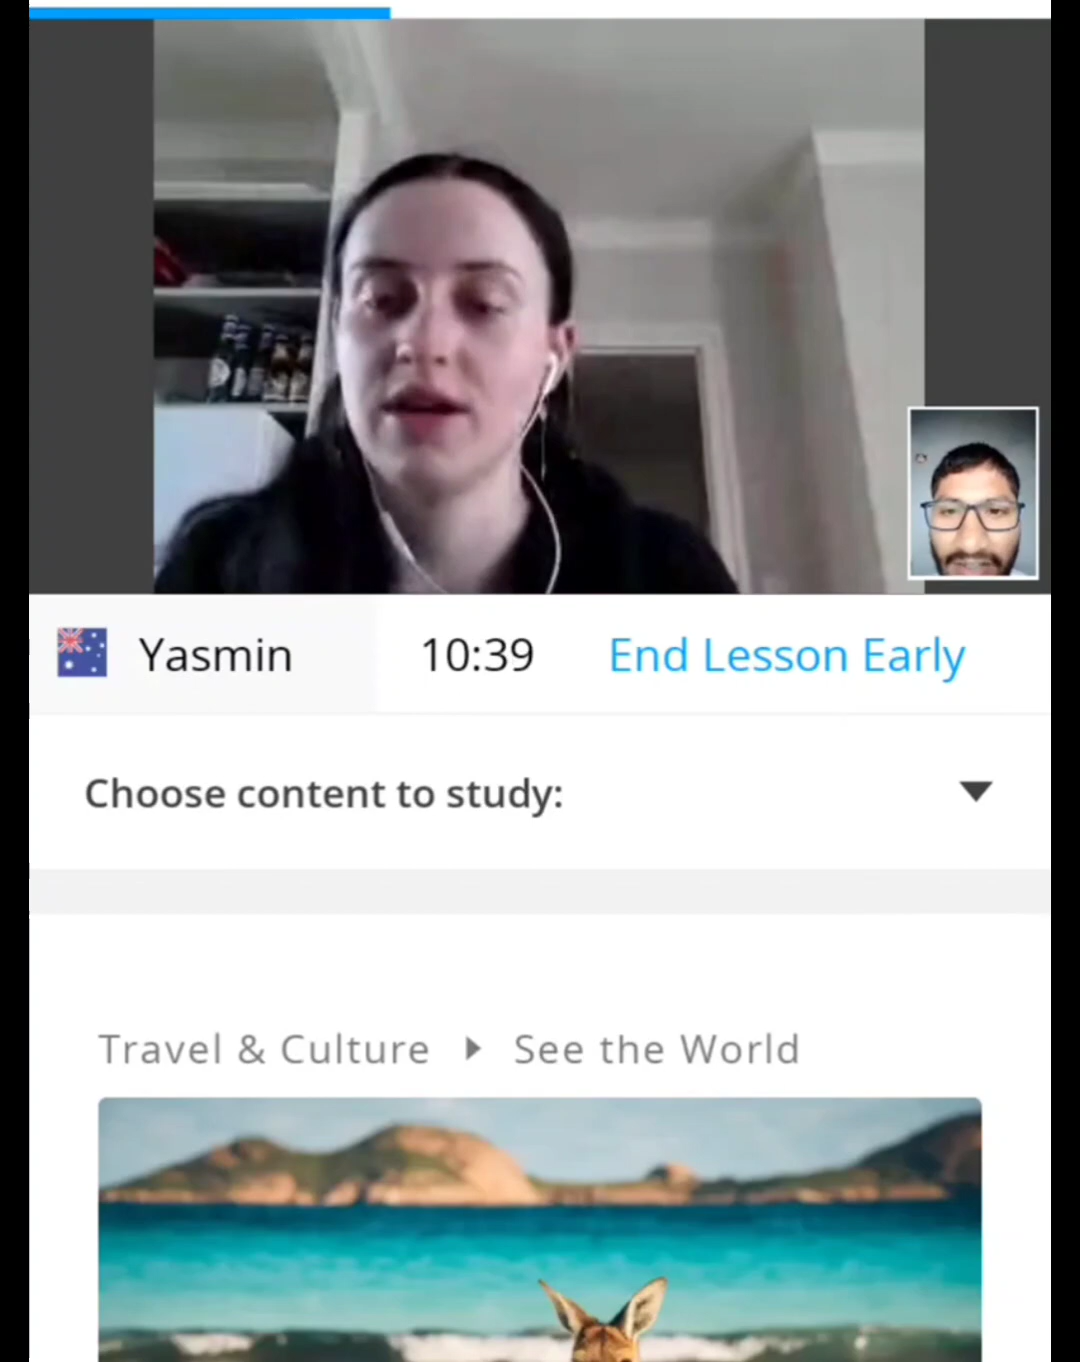 Yasmin 10:39 End Lesson Early
Choose content to study:
Travel & Culture See the World